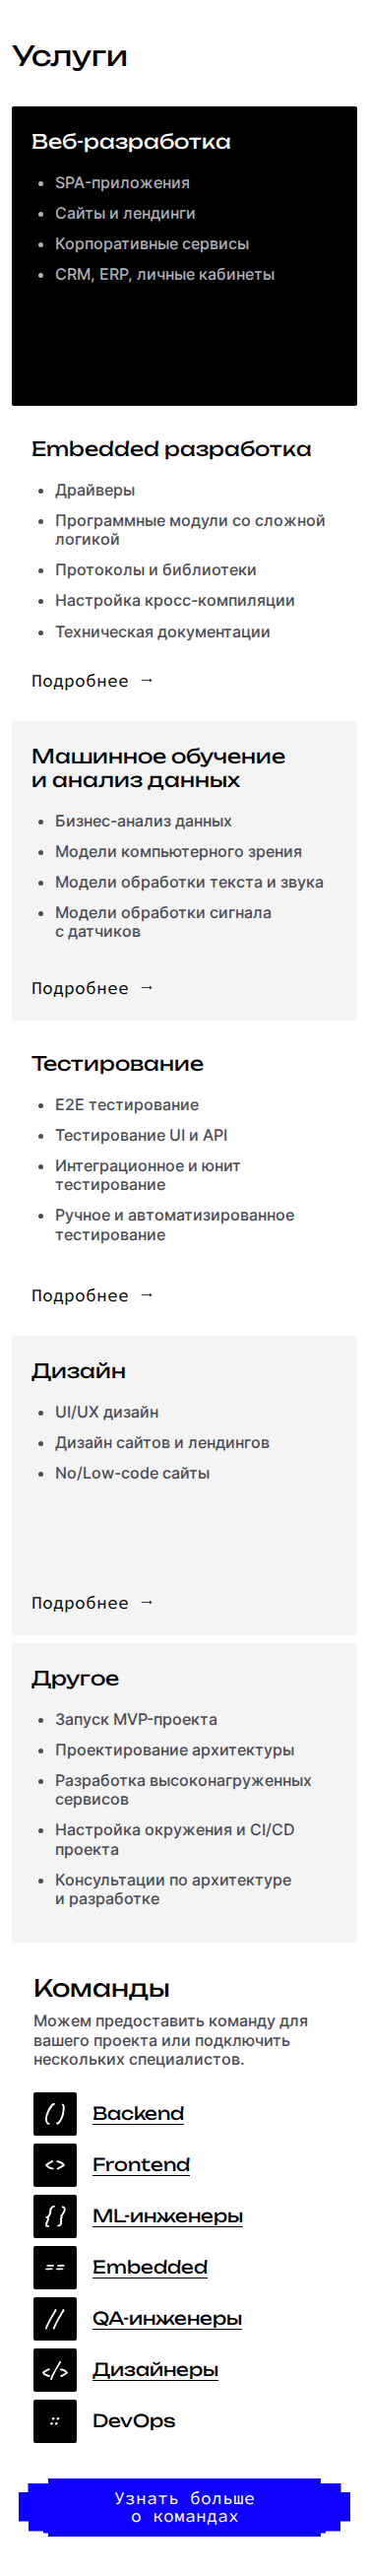 Услуги
Веб-разработка
SPA-приложения
Сайты и лендинги
Корпоративные сервисы
CRM, ERP, личные кабинеты
Embedded разработка
Драйверы
Программные модули со сложной
логикой
Протоколы и библиотеки
Настройка кросс-компиляции
Техническая документации
Подробнее →
Машинное обучение
и анализ данных
Бизнес-анализ данных
Модели компьютерного зрения
Модели обработки текста и звука
Модели обработки сигнала
с датчиков
Подробнее →
Тестирование
E2E тестирование
Тестирование UI и API
Интеграционное и юнит
тестирование
Ручное и автоматизированное
тестирование
Подробнее →
Дизайн
UI/UX дизайн
Дизайн сайтов и лендингов
No/Low-code сайты
Подробнее →
Другое
Запуск MVP-проекта
Проектирование архитектуры
Разработка высоконагруженных
сервисов
Настройка окружения и CI/CD
проекта
Консультации по архитектуре
и разработке
Команды
Можем предоставить команду для
вашего проекта или подключить
нескольких специалистов.
() Backend
<> Frontend
{} ML-инженеры
== Embedded
// QA-инженеры
</> Дизайнеры
:: DevOps
Узнать больше
о командах